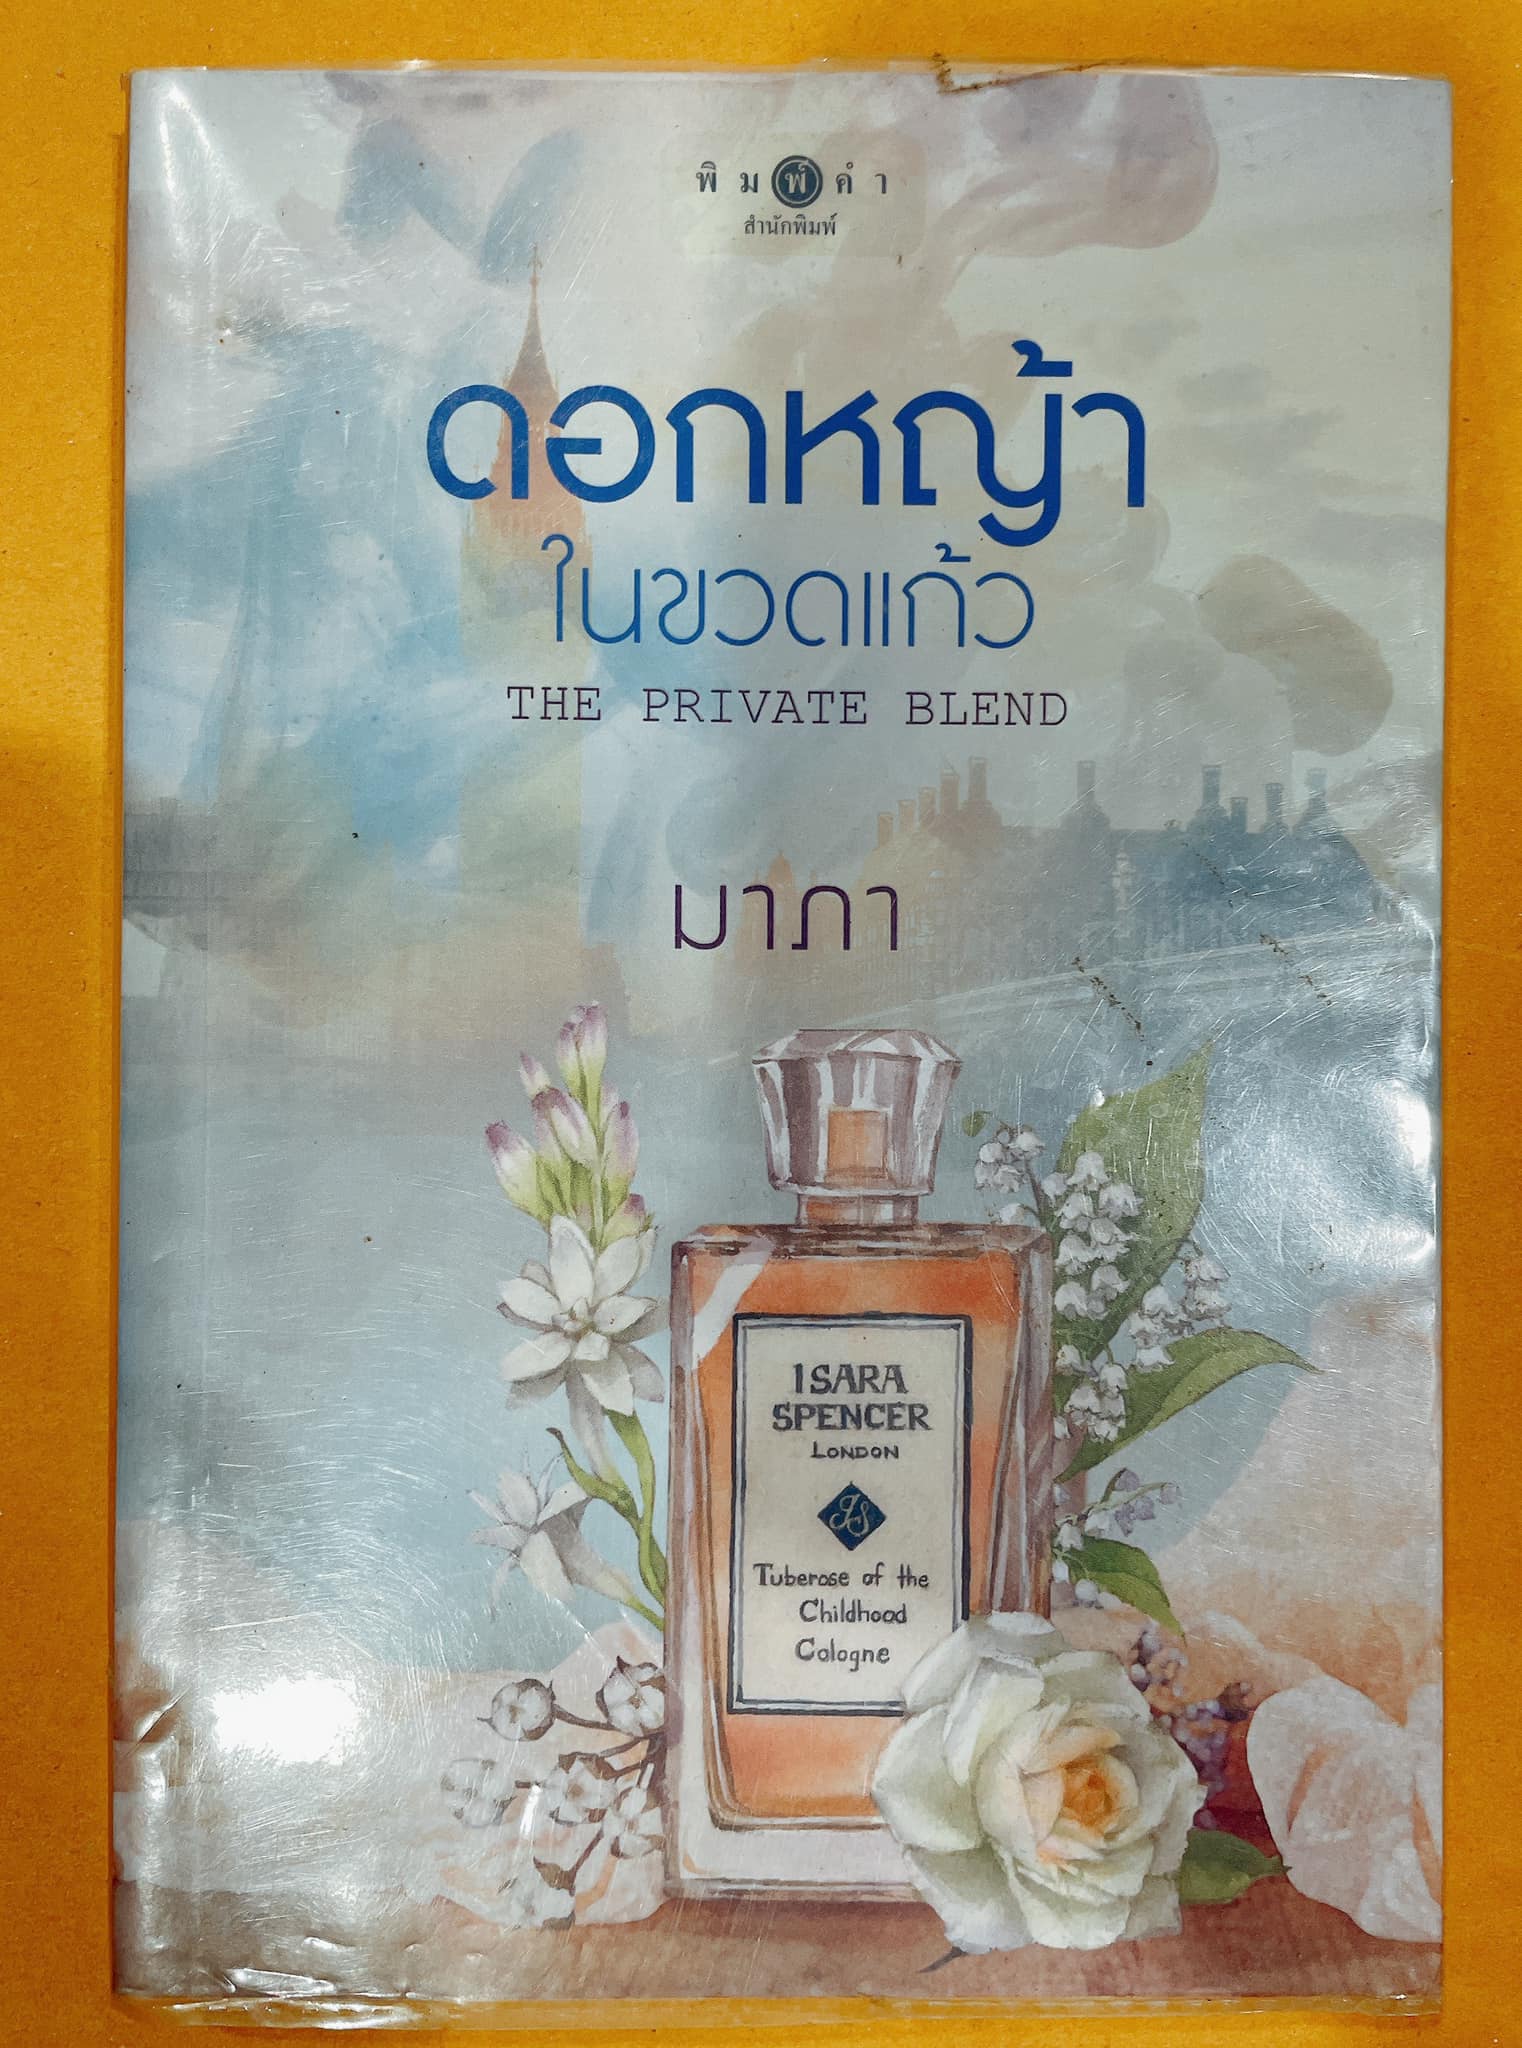 พิมพ์คำ
สำนักพิมพ์
ดอกหญ้า
ในขวดแก้ว
THE PRIVATE BLEND
มาภา
ISARA
SPENCER
LONDON
JS
Tuberose of the
Childhood
Cologne